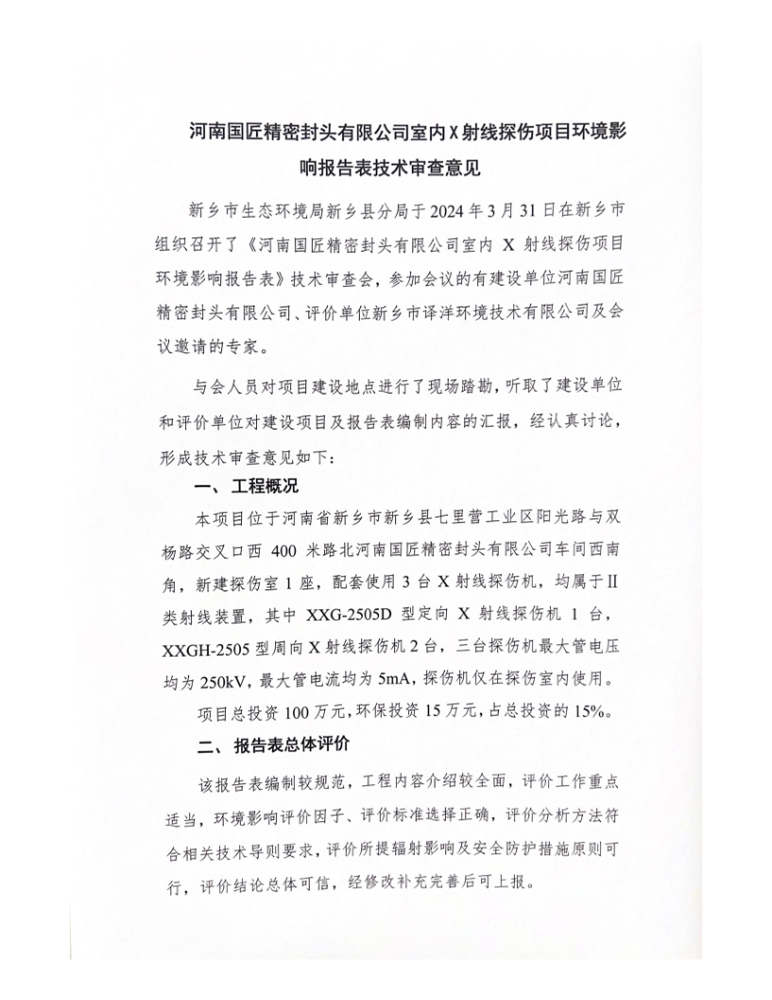 河南国匠精密封头有限公司室内 X 射线探伤项目环境影
响报告表技术审查意见
新乡市生态环境局新乡县分局于 2024 年 3 月 31 日在新乡市
组织召开了《河南国匠精密封头有限公司室内 X 射线探伤项目
环境影响报告表》技术审查会，参加会议的有建设单位河南国匠
精密封头有限公司、评价单位新乡市译洋环境技术有限公司及会
议邀请的专家。
与会人员对项目建设地点进行了现场踏勘，听取了建设单位
和评价单位对建设项目及报告表编制内容的汇报，经认真讨论，
形成技术审查意见如下：
一、 工程概况
本项目位于河南省新乡市新乡县七里营工业区阳光路与双
杨路交叉口西 400 米路北河南国匠精密封头有限公司车间西南
角，新建探伤室 1 座，配套使用 3 台 X 射线探伤机，均属于Ⅱ
类射线装置，其中 XXG-2505D 型定向 X 射线探伤机 1 台，
XXGH-2505 型周向 X 射线探伤机 2 台，三台探伤机最大管电压
均为 250kV，最大管电流均为 5mA，探伤机仅在探伤室内使用。
项目总投资 100 万元，环保投资 15 万元，占总投资的 15%。
二、 报告表总体评价
该报告表编制较规范，工程内容介绍较全面，评价工作重点
适当，环境影响评价因子、评价标准选择正确，评价分析方法符
合相关技术导则要求，评价所提辐射影响及安全防护措施原则可
行，评价结论总体可信，经修改补充完善后可上报。